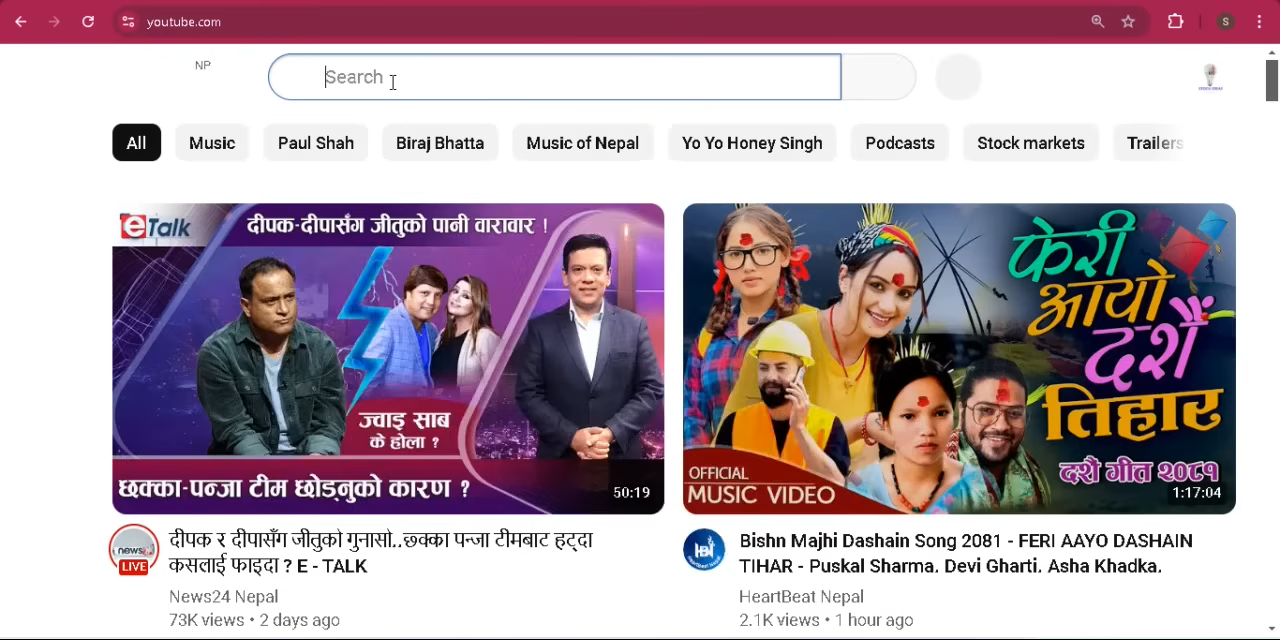 youtube.com
S
NP
Search
All
Music
Paul Shah
Biraj Bhatta
Music of Nepal
Yo Yo Honey Singh
Podcasts
Stock markets
Trailers
eTalk
दीपक-दीपासँग जीतुको पानी वारावार !
ज्वाइ साब
के होला ?
छक्का-पन्जा टीम छोड्नुको कारण ?
50:19
फेरी
आयो
दशैं
तिहार
दशै गीत २०८१
OFFICIAL
MUSIC VIDEO
1:17:04
news24
LIVE
दीपक र दीपासँग जीतुको गुनासो..छक्का पन्जा टीमबाट हट्दा
कसलाई फाइदा ? E - TALK
News24 Nepal
73K views • 2 days ago
Bishn Majhi Dashain Song 2081 - FERI AAYO DASHAIN
TIHAR - Puskal Sharma, Devi Gharti, Asha Khadka,
HeartBeat Nepal
2.1K views • 1 hour ago